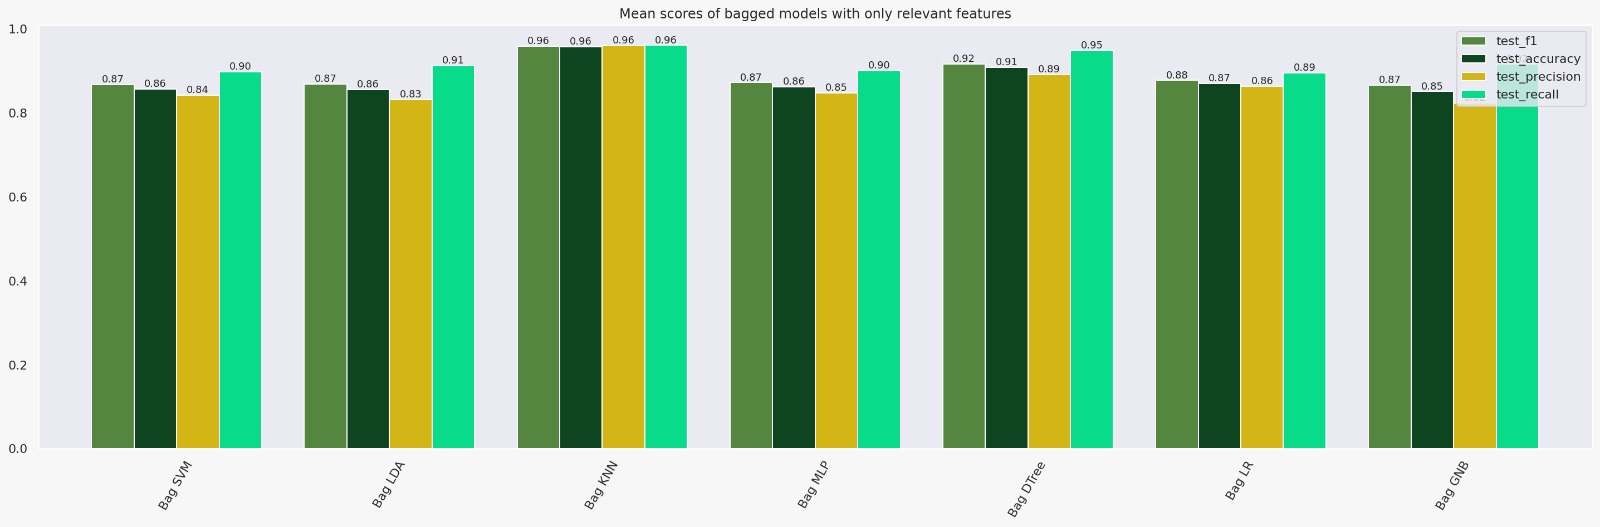 Mean scores of bagged models with only relevant features
1.0
0.8
0.6
0.4
0.2
0.0
0.87 0.86 0.84 0.90
0.87 0.86 0.83 0.91
0.96 0.96 0.96 0.96
0.87 0.86 0.85 0.90
0.92 0.91 0.89 0.95
0.88 0.87 0.86 0.89
0.87 0.85
test_f1
test_accuracy
test_precision
test_recall
Bag SVM
Bag LDA
Bag KNN
Bag MLP
Bag DTree
Bag LR
Bag GNB